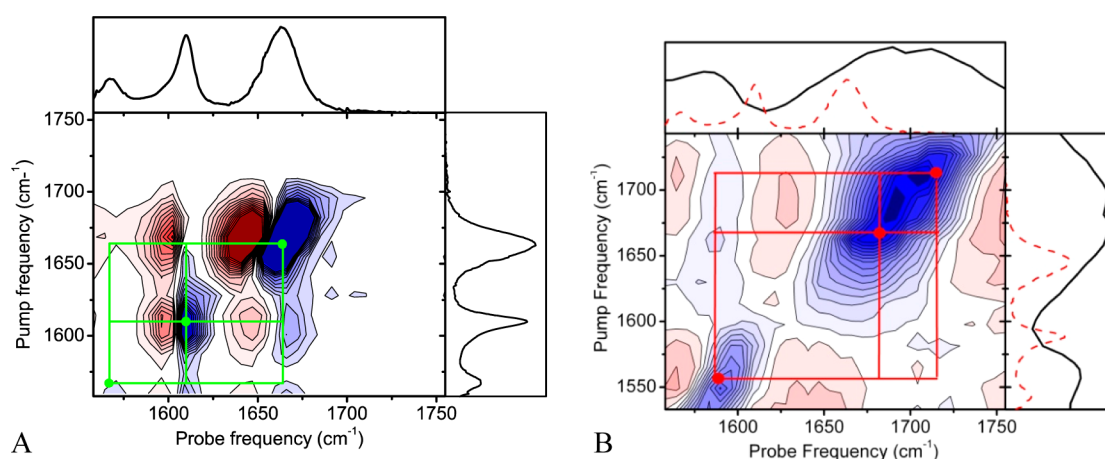 1750
1700
1650
1600
Pump frequency (cm-¹)
1600
1650
1700
1750
Probe frequency (cm⁻¹)
A
1700
1650
1600
1550
Pump Frequency (cm⁻¹)
1600
1650
1700
1750
Probe Frequency (cm⁻¹)
B